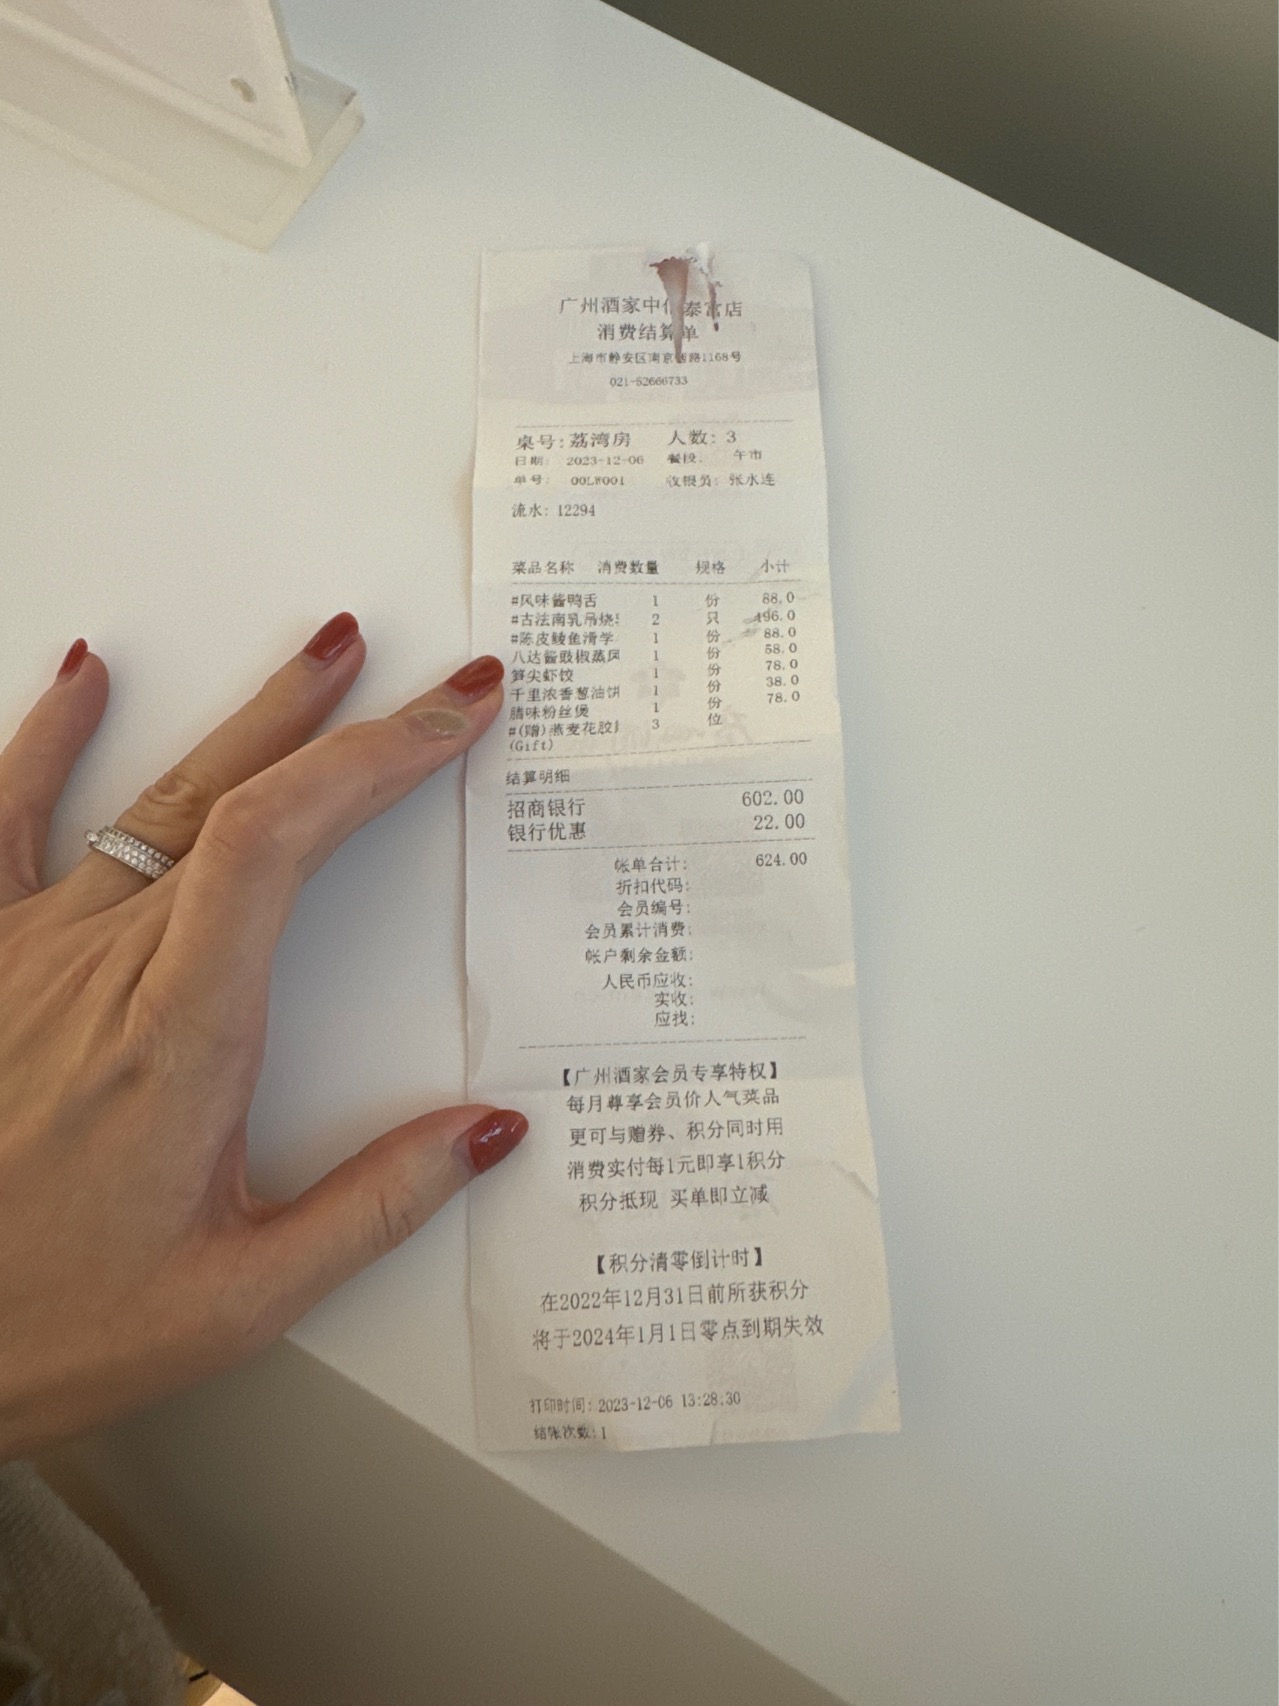 广州酒家中信泰富店
消费结算单
上海市静安区南京西路1168号
021-52666733
桌号: 荔湾房 人数: 3
日期: 2023-12-06 餐段: 午市
单号: 00LW001 收银员: 张水连
流水: 12294
菜品名称 消费数量 规格 小计
#风味酱鸭舌 1 份 88.0
#古法南乳吊烧 2 只 196.0
#陈皮鲮鱼滑学 1 份 88.0
八达酱豉椒蒸凤 1 份 58.0
笋尖虾饺 1 份 78.0
千里浓香葱油饼 1 份 38.0
腊味粉丝煲 1 份 78.0
#(赠)燕麦花胶 3 位
(Gift)
结算明细
招商银行 602.00
银行优惠 22.00
帐单合计: 624.00
折扣代码:
会员编号:
会员累计消费:
帐户剩余金额:
人民币应收:
实收:
应找:
【广州酒家会员专享特权】
每月尊享会员价人气菜品
更可与赠券、积分同时用
消费实付每1元即享1积分
积分抵现 买单即立减
【积分清零倒计时】
在2022年12月31日前所获积分
将于2024年1月1日零点到期失效
打印时间: 2023-12-06 13:28:30
结账次数: 1